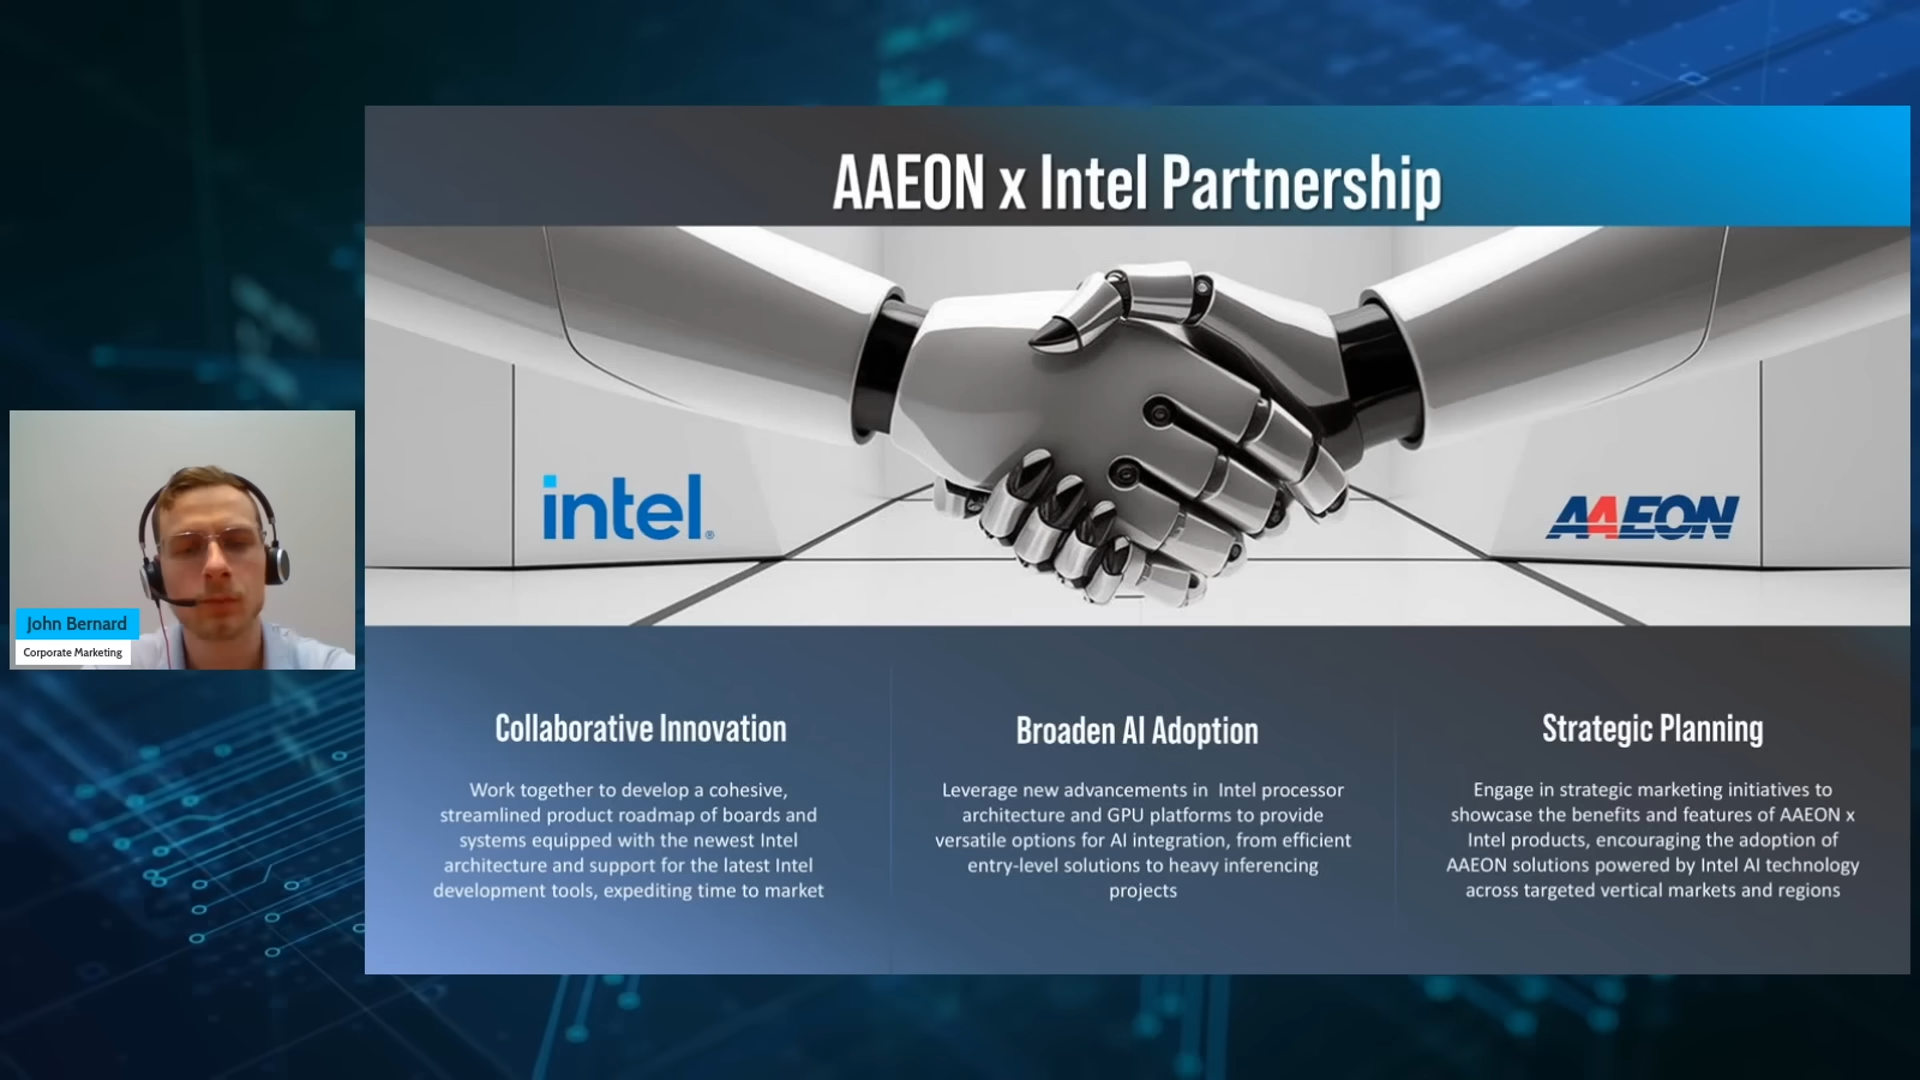 AAEON x Intel Partnership
intel®
AAEON
John Bernard
Corporate Marketing
Collaborative Innovation
Work together to develop a cohesive,
streamlined product roadmap of boards and
systems equipped with the newest Intel
architecture and support for the latest Intel
development tools, expediting time to market
Broaden AI Adoption
Leverage new advancements in Intel processor
architecture and GPU platforms to provide
versatile options for AI integration, from efficient
entry-level solutions to heavy inferencing
projects
Strategic Planning
Engage in strategic marketing initiatives to
showcase the benefits and features of AAEON x
Intel products, encouraging the adoption of
AAEON solutions powered by Intel AI technology
across targeted vertical markets and regions